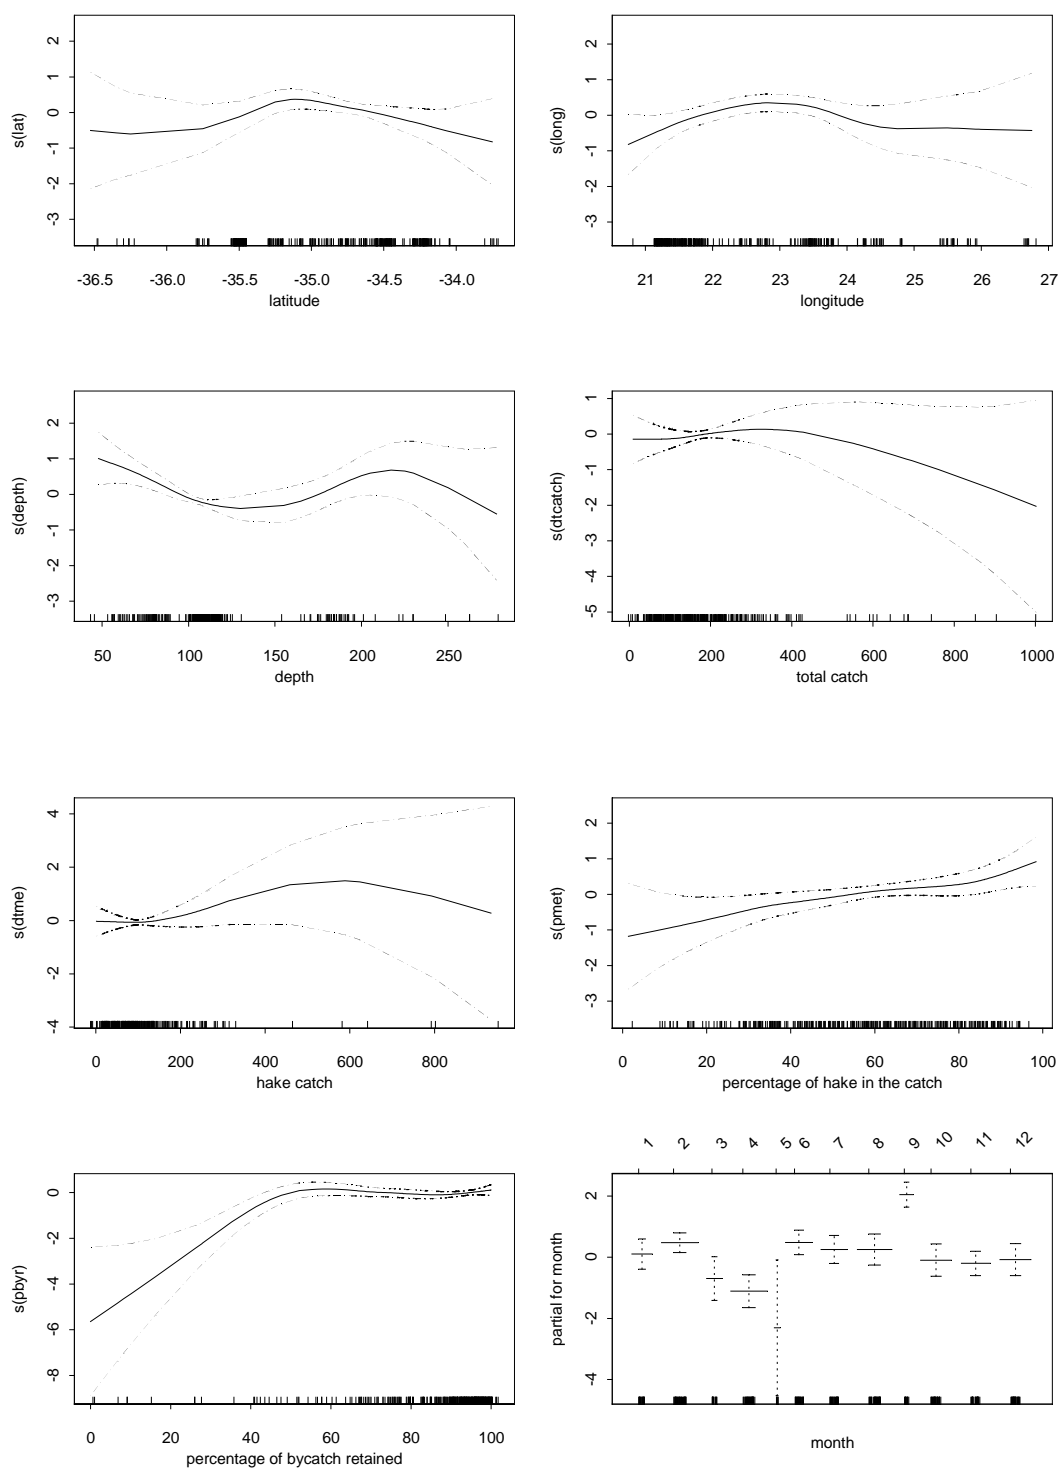 s(lat)
2
1
0
-1
-2
-3
-36.5 -36.0 -35.5 -35.0 -34.5 -34.0
latitude
s(long)
2
1
0
-1
-2
-3
21 22 23 24 25 26 27
longitude
s(depth)
2
1
0
-1
-2
-3
50 100 150 200 250
depth
s(dtcatch)
1
0
-1
-2
-3
-4
-5
0 200 400 600 800 1000
total catch
s(dtme)
4
2
0
-2
-4
0 200 400 600 800
hake catch
s(pmet)
2
1
0
-1
-2
-3
0 20 40 60 80 100
percentage of hake in the catch
s(pbyr)
0
-2
-4
-6
-8
0 20 40 60 80 100
percentage of bycatch retained
1 2 3 4 5 6 7 8 9 10 11 12
partial for month
2
0
-2
-4
month